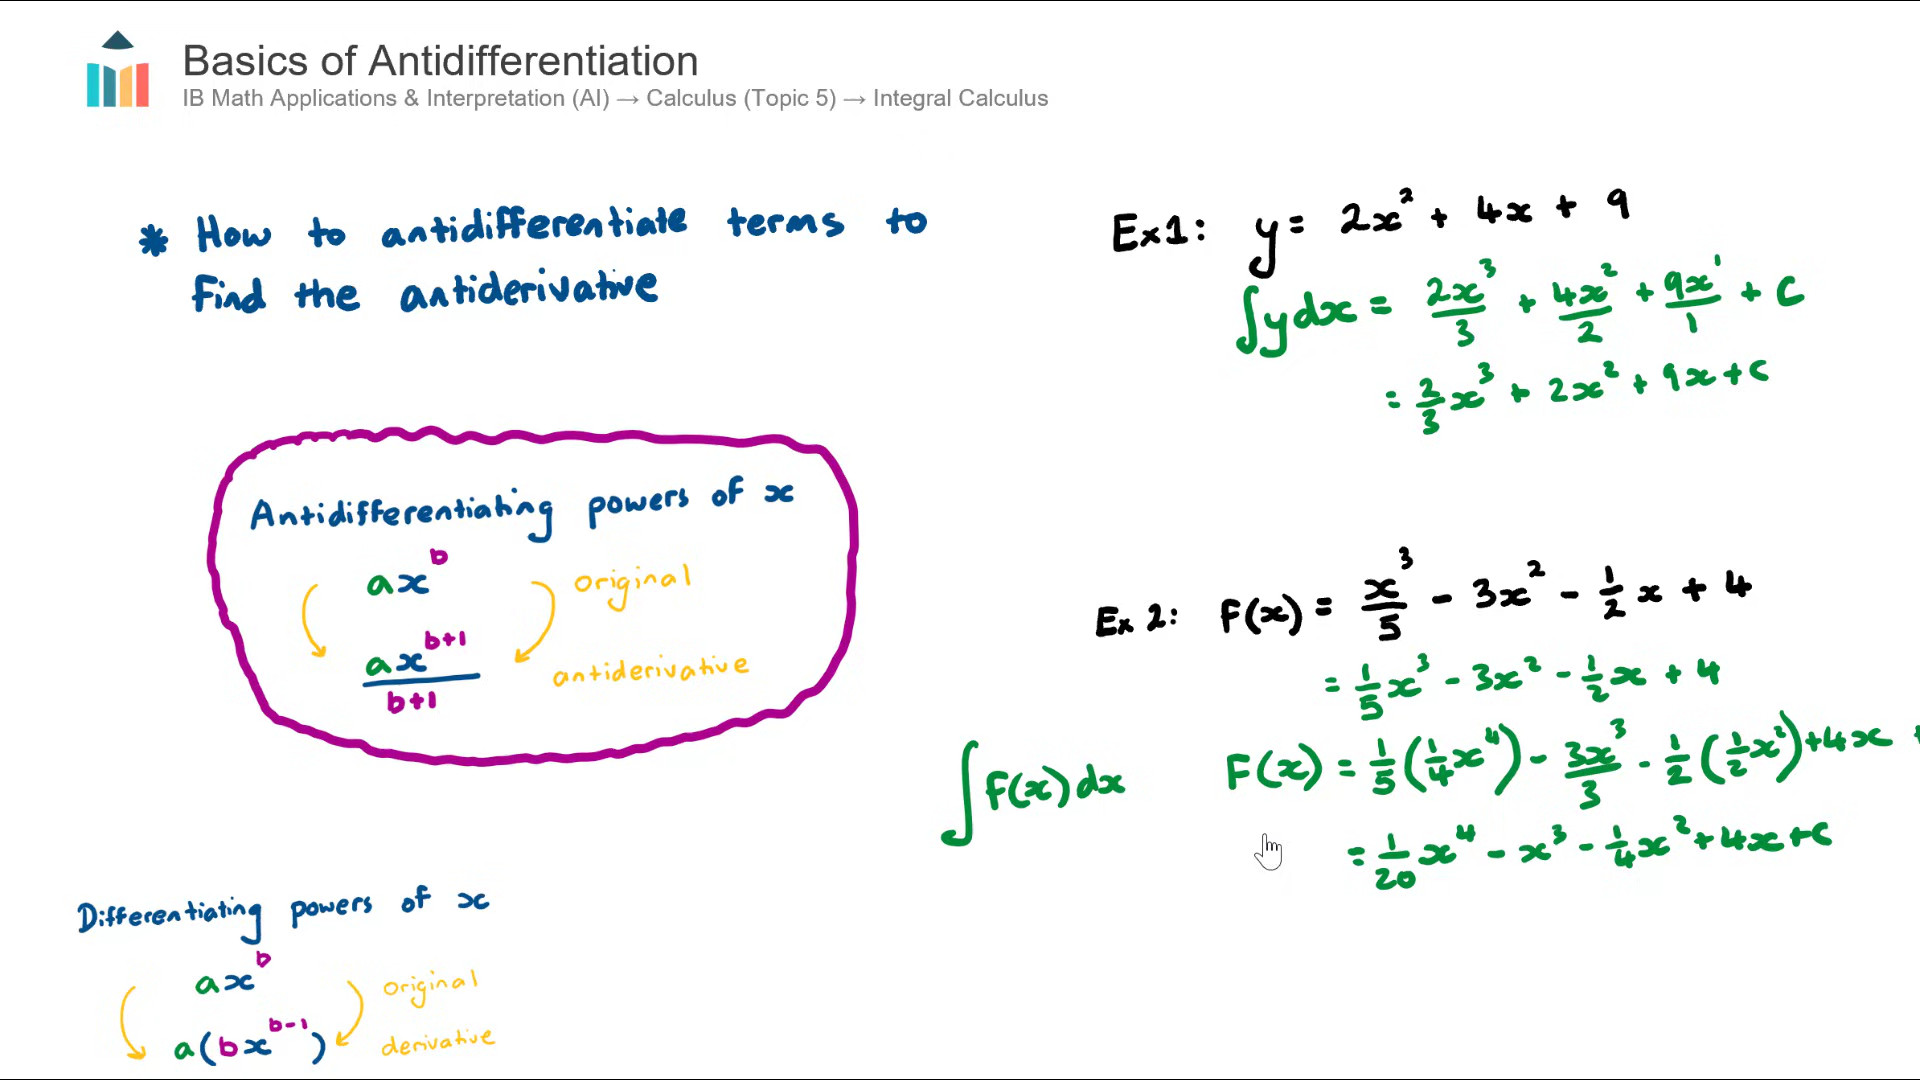 Basics of Antidifferentiation
IB Math Applications & Interpretation (AI) → Calculus (Topic 5) → Integral Calculus
* How to antidifferentiate terms to
find the antiderivative
Antidifferentiating powers of x
ax^b
original
ax^(b+1)
b+1
antiderivative
Differentiating powers of x
ax^b
original
a(bx^(b-1))
derivative
Ex1: y = 2x² + 4x + 9
∫ydx = 2x³/3 + 4x²/2 + 9x¹/1 + c
= 2/3x³ + 2x² + 9x + c
Ex 2: F(x) = x³/5 - 3x² - 1/2x + 4
= 1/5x³ - 3x² - 1/2x + 4
∫F(x)dx F(x) = 1/5(1/4x⁴) - 3x³/3 - 1/2(1/2x²) + 4x +
= 1/20x⁴ - x³ - 1/4x² + 4x + c